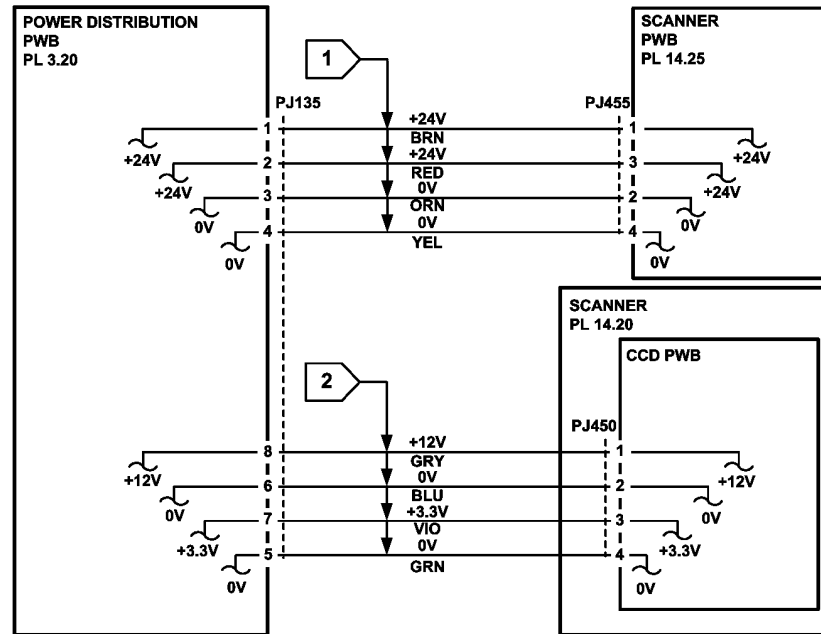 POWER DISTRIBUTION
PWB
PL 3.20
SCANNER
PWB
PL 14.25
1
PJ135
PJ455
+24V
1
+24V
BRN
1
+24V
+24V
2
+24V
RED
3
+24V
0V
3
0V
ORN
2
0V
0V
4
0V
YEL
4
0V
SCANNER
PL 14.20
CCD PWB
2
PJ450
+12V
8
+12V
GRY
1
+12V
0V
6
0V
BLU
2
0V
+3.3V
7
+3.3V
VIO
3
+3.3V
0V
5
0V
GRN
4
0V